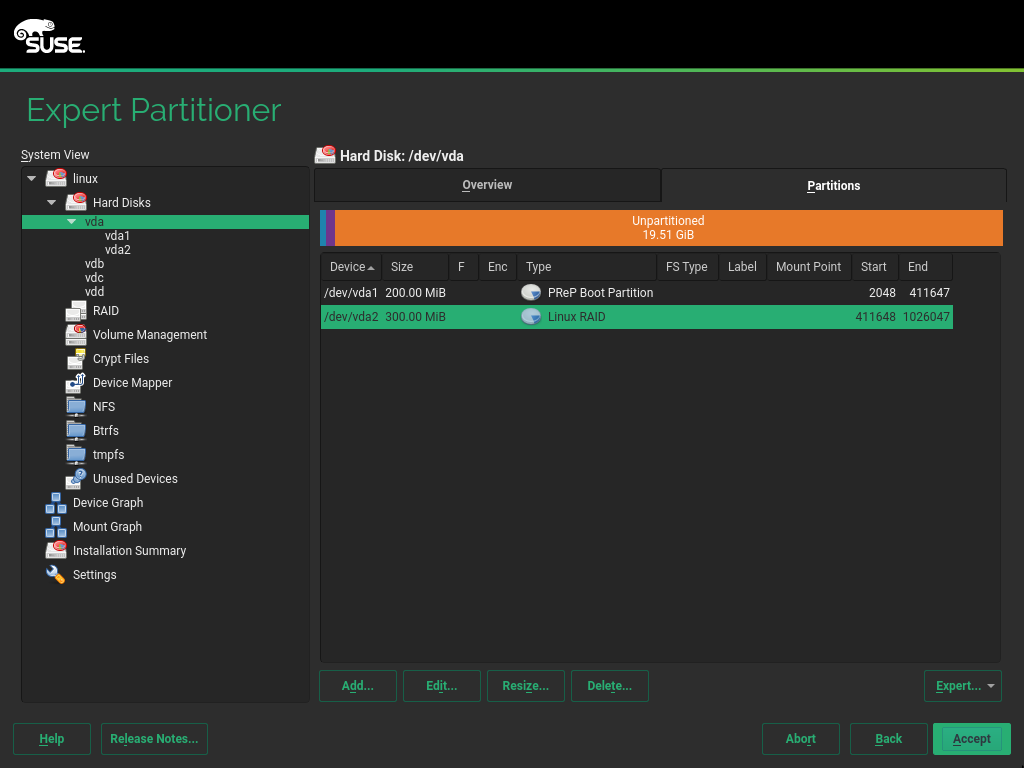 SUSE.
Expert Partitioner
System View
linux
Hard Disks
vda
vda1
vda2
vdb
vdc
vdd
RAID
Volume Management
Crypt Files
Device Mapper
NFS
Btrfs
tmpfs
Unused Devices
Device Graph
Mount Graph
Installation Summary
Settings
Hard Disk: /dev/vda
Overview Partitions
Unpartitioned
19.51 GiB
Device Size F Enc Type FS Type Label Mount Point Start End
/dev/vda1 200.00 MiB PReP Boot Partition 2048 411647
/dev/vda2 300.00 MiB Linux RAID 411648 1026047
Add... Edit... Resize... Delete... Expert...
Help Release Notes... Abort Back Accept